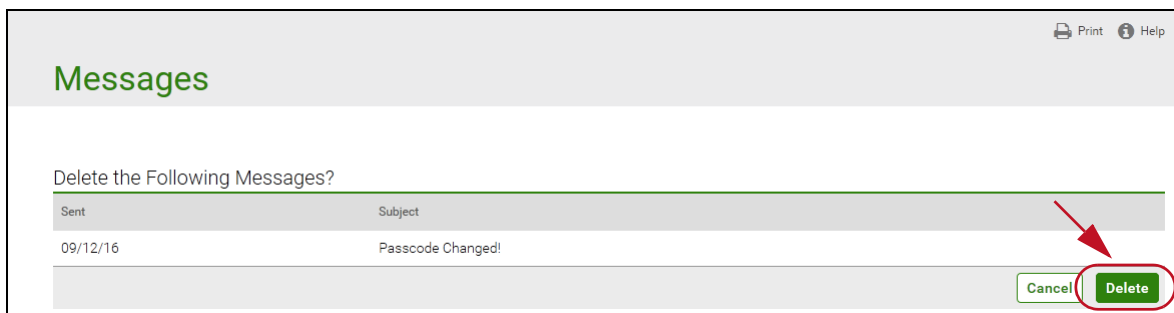 Print Help
Messages
Delete the Following Messages?
Sent Subject
09/12/16 Passcode Changed!
Cancel Delete